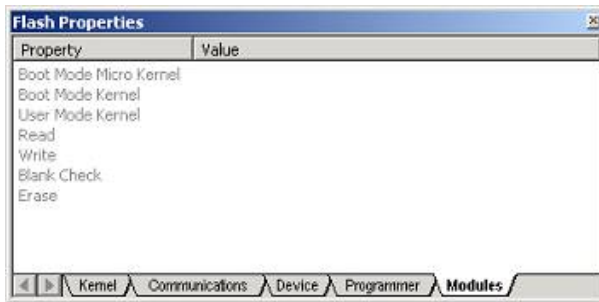 Flash Properties
Property Value
Boot Mode Micro Kernel
Boot Mode Kernel
User Mode Kernel
Read
Write
Blank Check
Erase
Kernel Communications Device Programmer Modules